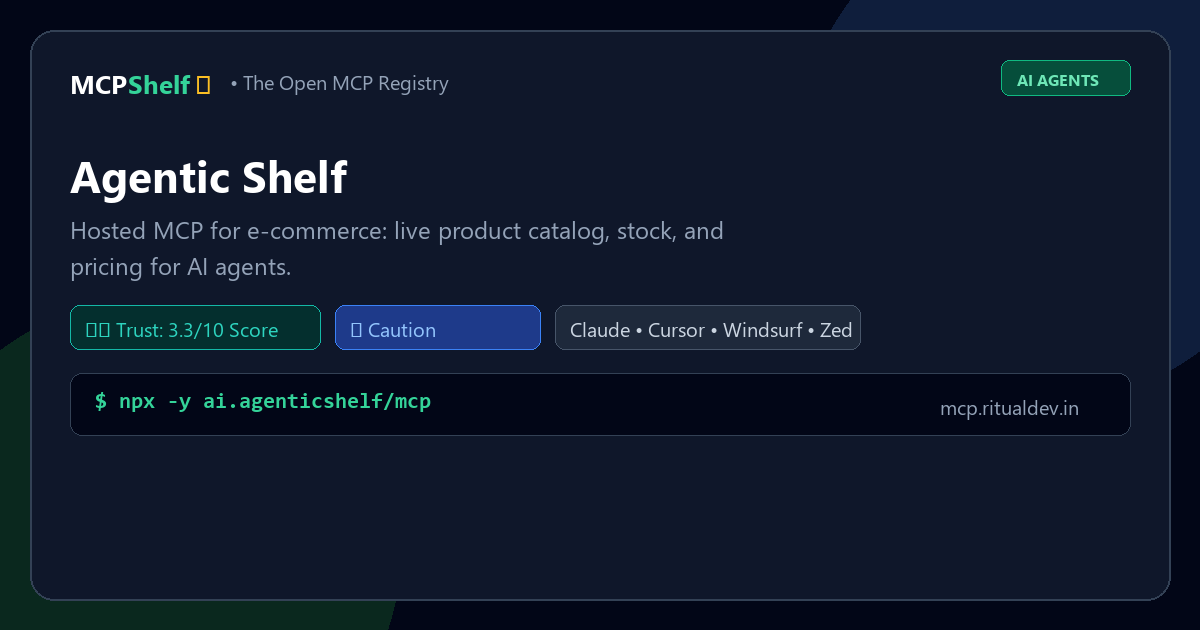 MCPShelf • The Open MCP Registry
AI AGENTS
Agentic Shelf
Hosted MCP for e-commerce: live product catalog, stock, and
pricing for AI agents.
Trust: 3.3/10 Score
Caution
Claude • Cursor • Windsurf • Zed
$ npx -y ai.agenticshelf/mcp
mcp.ritualdev.in